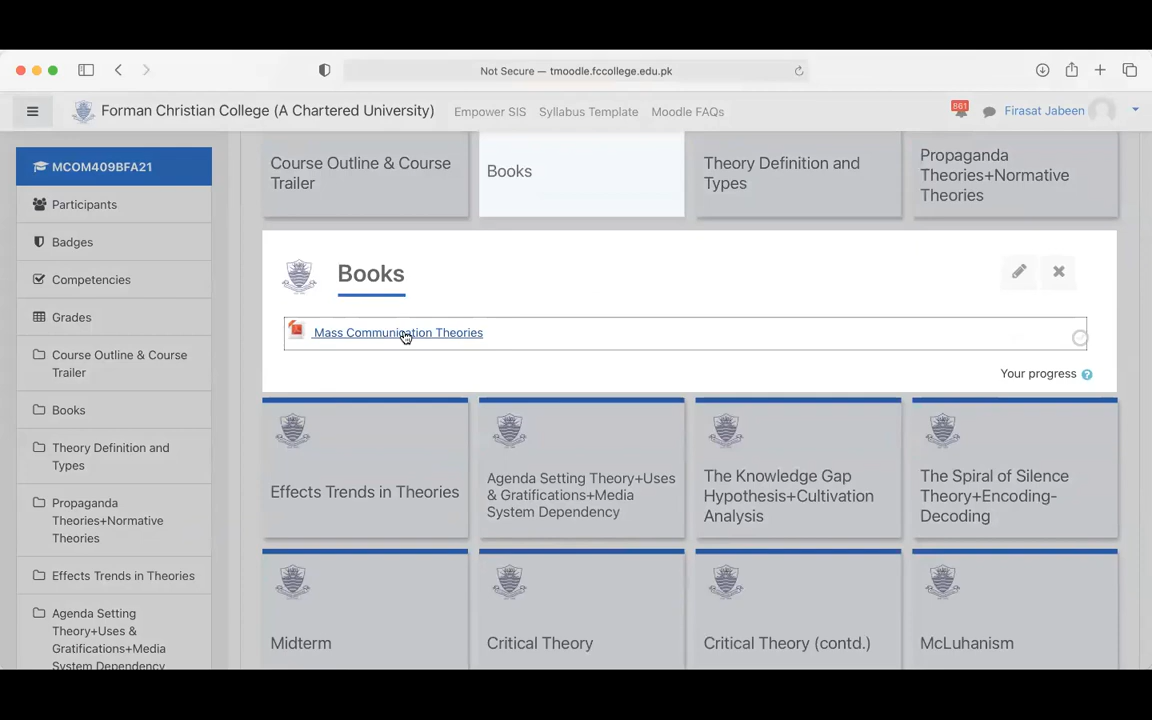 Not Secure — tmoodle.fccollege.edu.pk
Forman Christian College (A Chartered University)
Empower SIS
Syllabus Template
Moodle FAQs
861
Firasat Jabeen
MCOM409BFA21
Participants
Badges
Competencies
Grades
Course Outline & Course
Trailer
Books
Theory Definition and
Types
Propaganda
Theories+Normative
Theories
Effects Trends in Theories
Agenda Setting
Theory+Uses &
Gratifications+Media
System Dependency
Course Outline & Course
Trailer
Books
Theory Definition and
Types
Propaganda
Theories+Normative
Theories
Books
Mass Communication Theories
Your progress
Effects Trends in Theories
Agenda Setting Theory+Uses
& Gratifications+Media
System Dependency
The Knowledge Gap
Hypothesis+Cultivation
Analysis
The Spiral of Silence
Theory+Encoding-
Decoding
Midterm
Critical Theory
Critical Theory (contd.)
McLuhanism